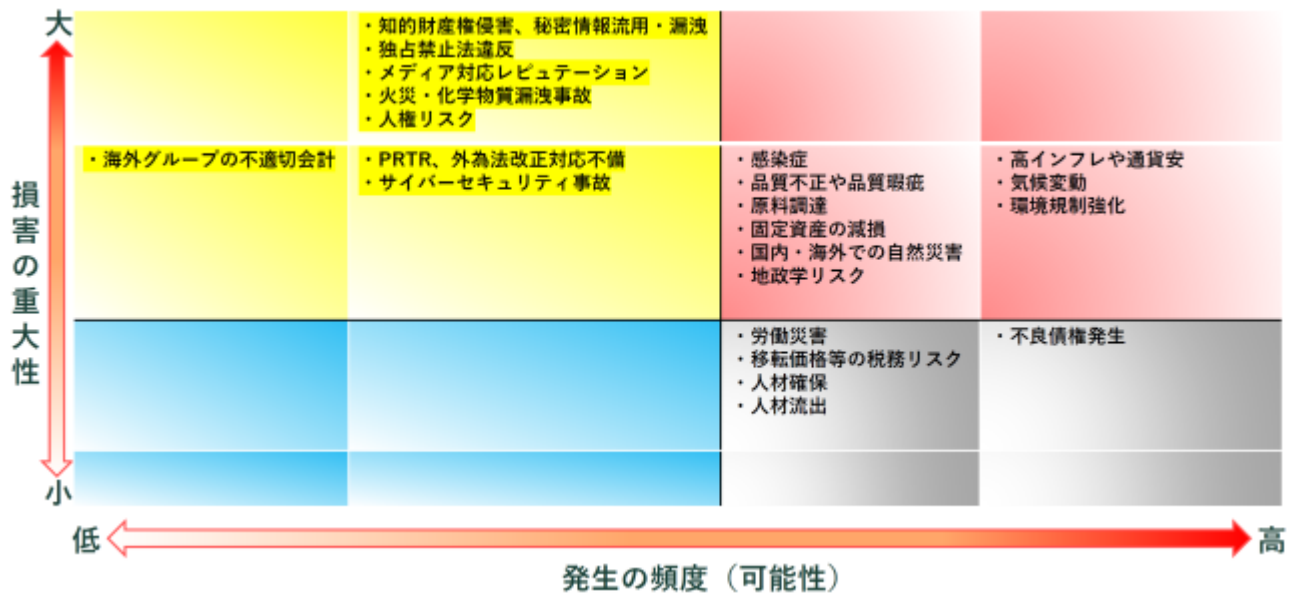 大
・知的財産権侵害、秘密情報流用・漏洩
・独占禁止法違反
・メディア対応レピュテーション
・火災・化学物質漏洩事故
・人権リスク
・海外グループの不適切会計
・PRTR、外為法改正対応不備
・サイバーセキュリティ事故
・感染症
・品質不正や品質瑕疵
・原料調達
・固定資産の減損
・国内・海外での自然災害
・地政学リスク
・高インフレや通貨安
・気候変動
・環境規制強化
損害の重大性
・労働災害
・移転価格等の税務リスク
・人材確保
・人材流出
・不良債権発生
小
低
高
発生の頻度（可能性）